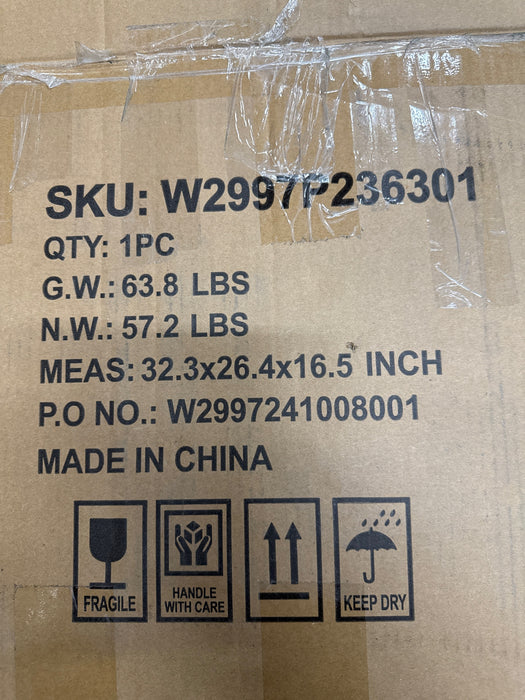 SKU: W2997P236301
QTY: 1PC
G.W.: 63.8 LBS
N.W.: 57.2 LBS
MEAS: 32.3x26.4x16.5 INCH
P.O NO.: W2997241008001
MADE IN CHINA
FRAGILE
HANDLE
WITH CARE
KEEP DRY